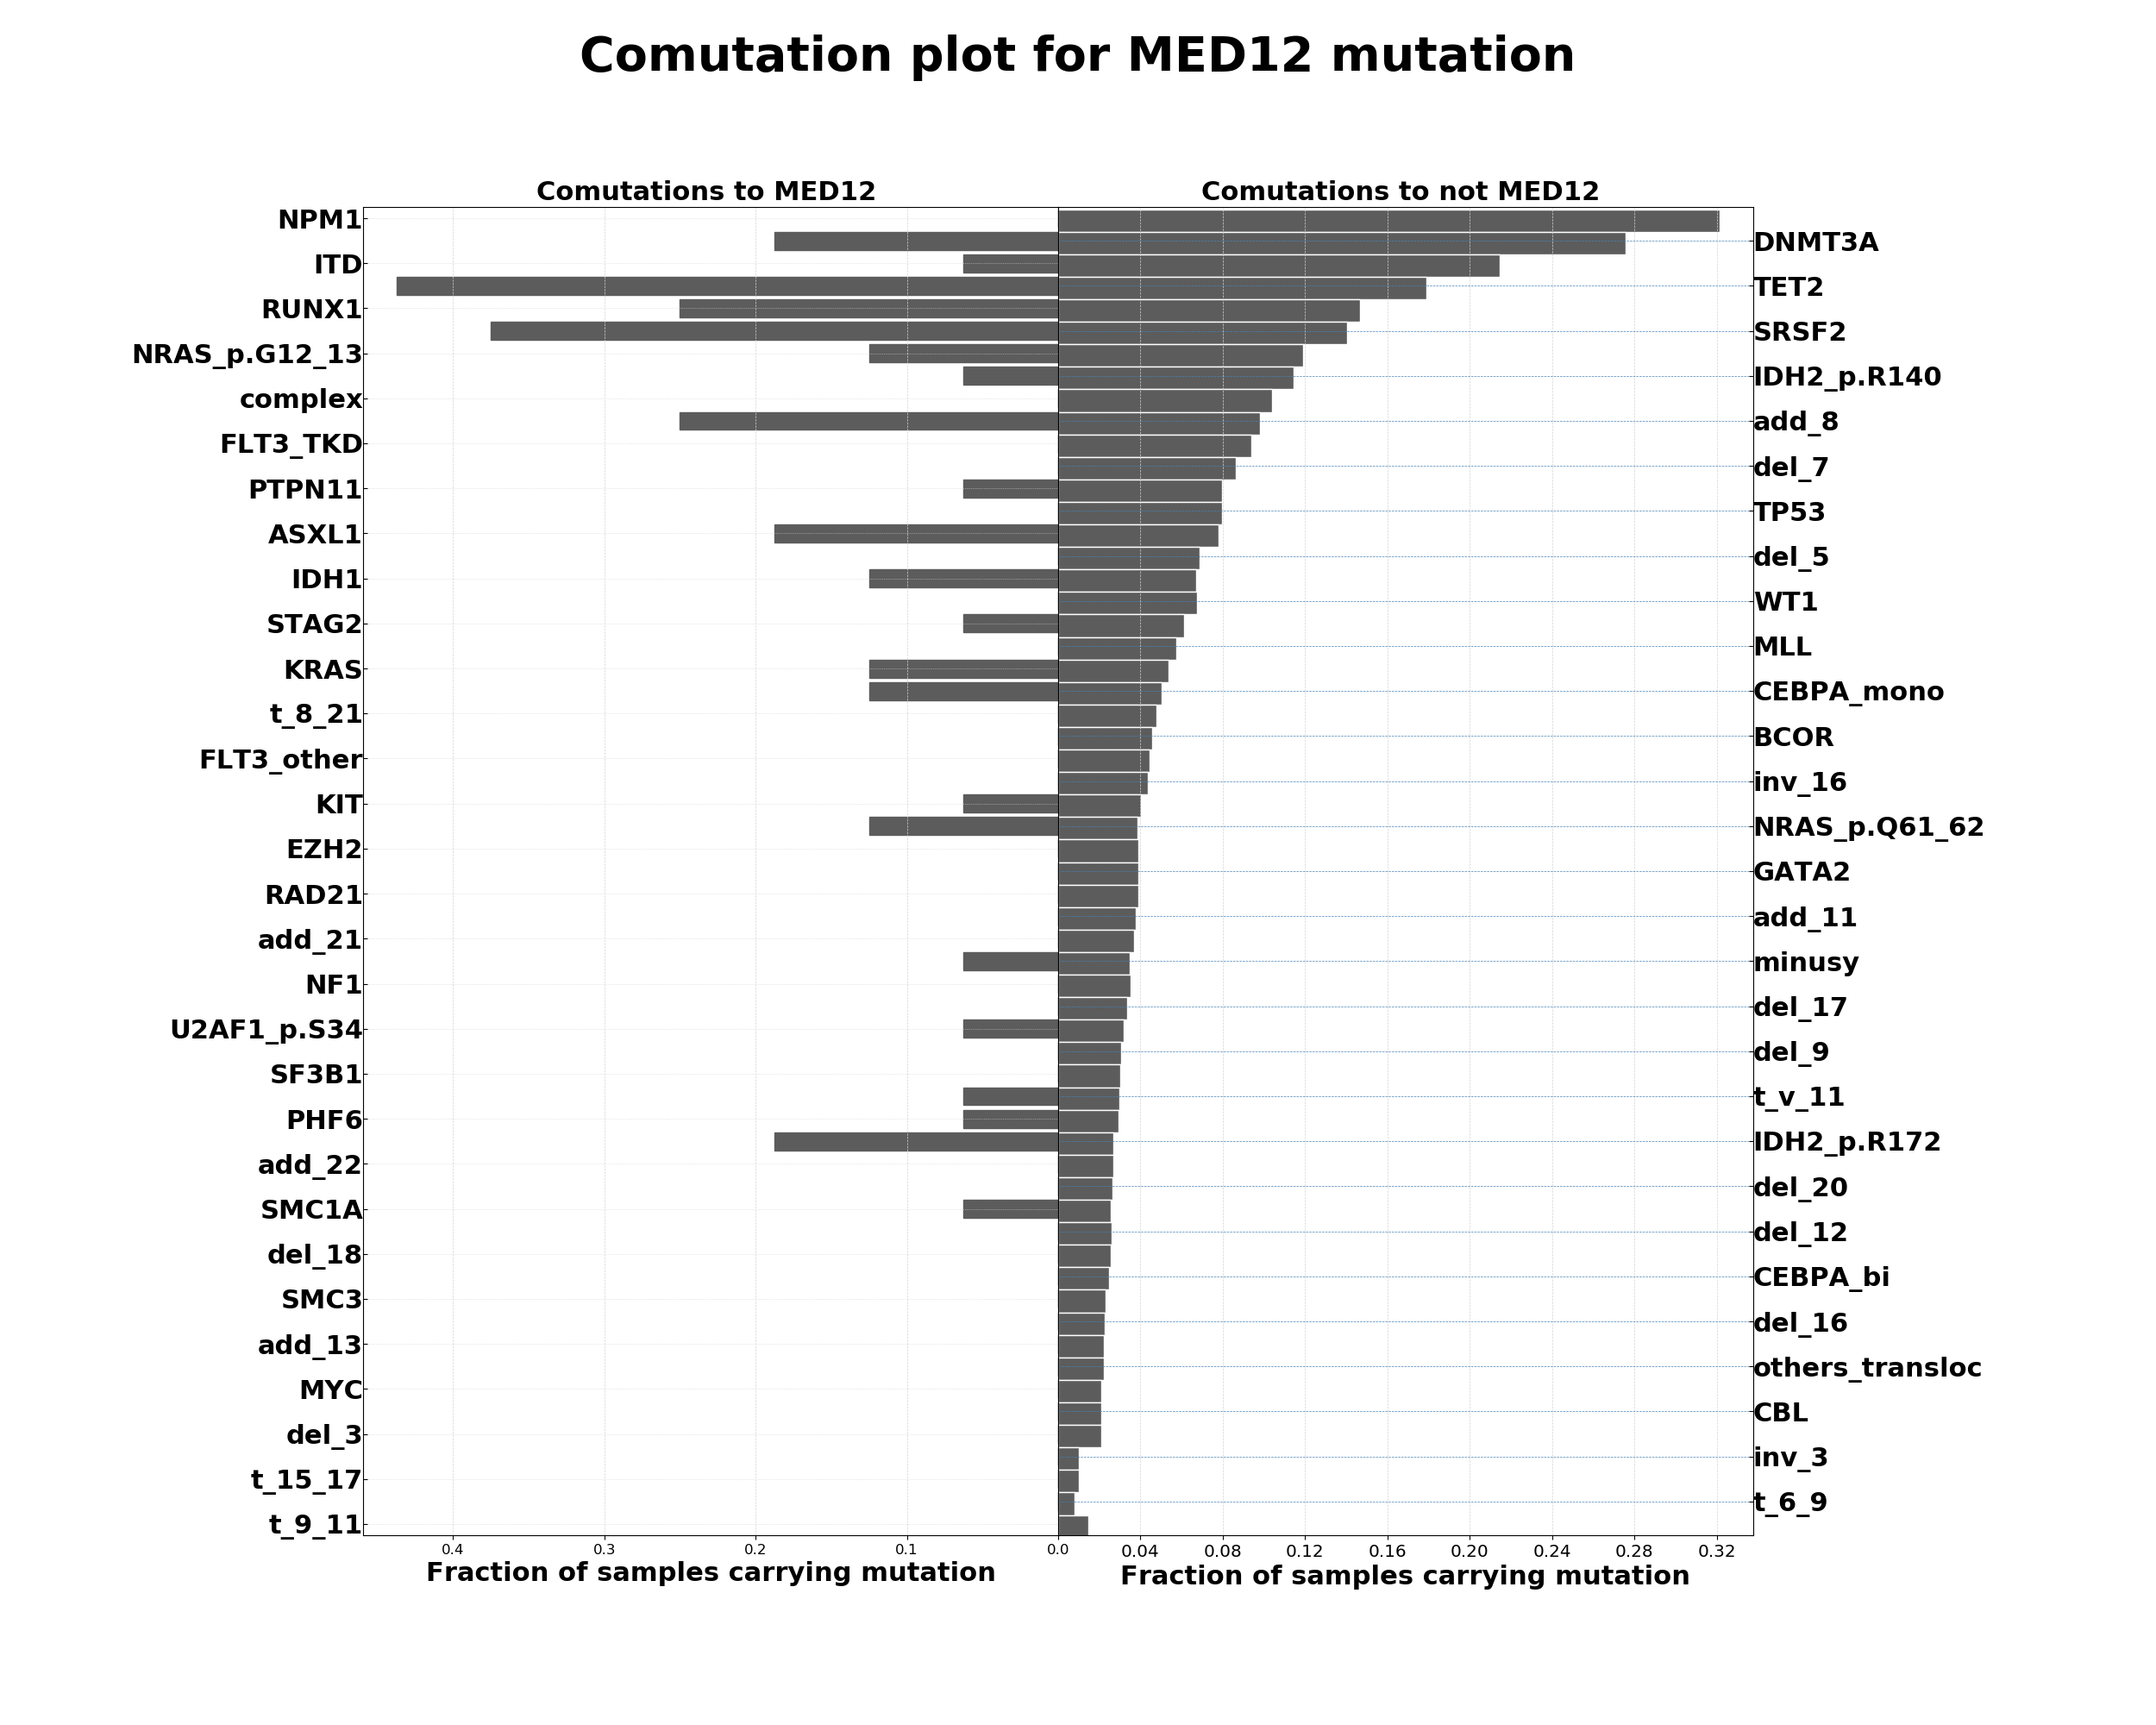 Comutation plot for MED12 mutation
Comutations to MED12
Comutations to not MED12
NPM1
DNMT3A
ITD
TET2
RUNX1
SRSF2
NRAS_p.G12_13
IDH2_p.R140
complex
add_8
FLT3_TKD
del_7
PTPN11
TP53
ASXL1
del_5
IDH1
WT1
STAG2
MLL
KRAS
CEBPA_mono
t_8_21
BCOR
FLT3_other
inv_16
KIT
NRAS_p.Q61_62
EZH2
GATA2
RAD21
add_11
add_21
minusy
NF1
del_17
U2AF1_p.S34
del_9
SF3B1
t_v_11
PHF6
IDH2_p.R172
add_22
del_20
SMC1A
del_12
del_18
CEBPA_bi
SMC3
del_16
add_13
others_transloc
MYC
CBL
del_3
inv_3
t_15_17
t_6_9
t_9_11
0.4 0.3 0.2 0.1 0.0 0.04 0.08 0.12 0.16 0.20 0.24 0.28 0.32
Fraction of samples carrying mutation
Fraction of samples carrying mutation